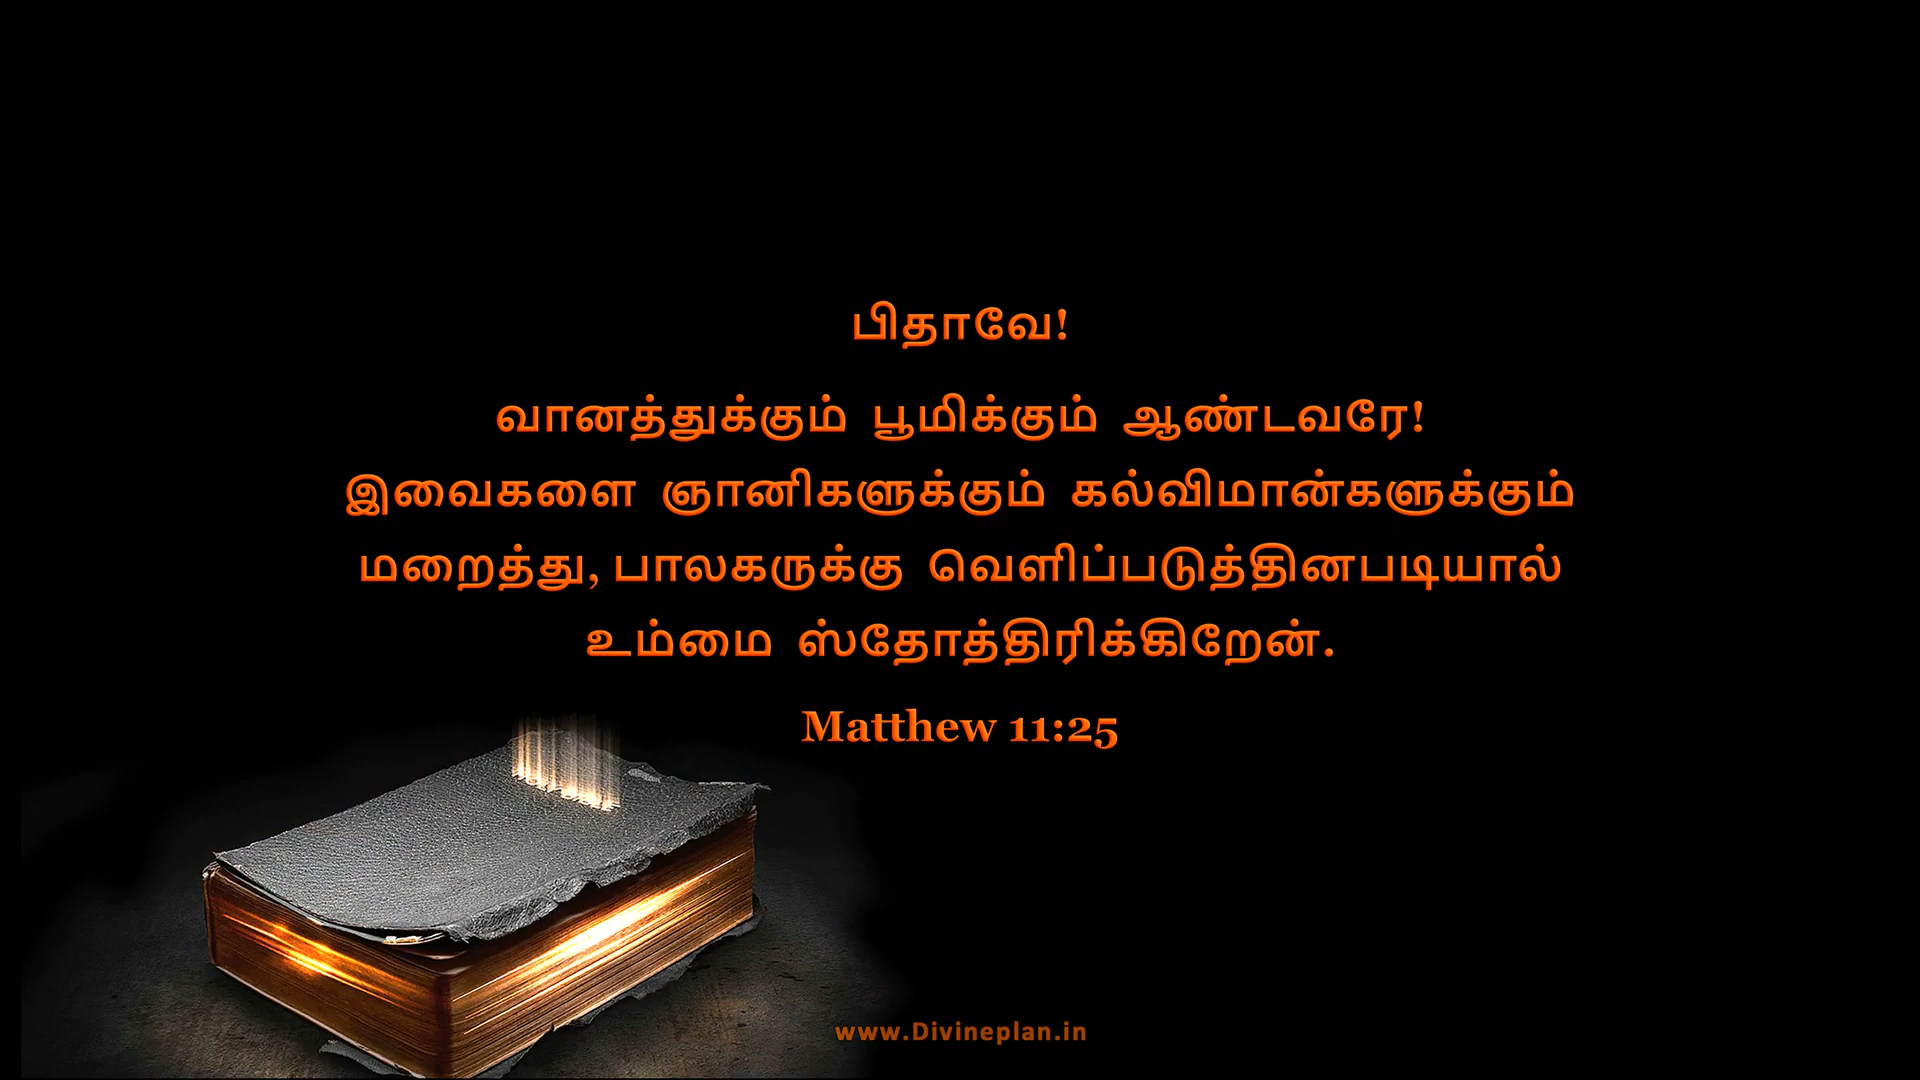 பிதாவே!
வானத்துக்கும் பூமிக்கும் ஆண்டவரே!
இவைகளை ஞானிகளுக்கும் கல்விமான்களுக்கும்
மறைத்து, பாலகருக்கு வெளிப்படுத்தினபடியால்
உம்மை ஸ்தோத்திரிக்கிறேன்.
Matthew 11:25
www.Divineplan.in